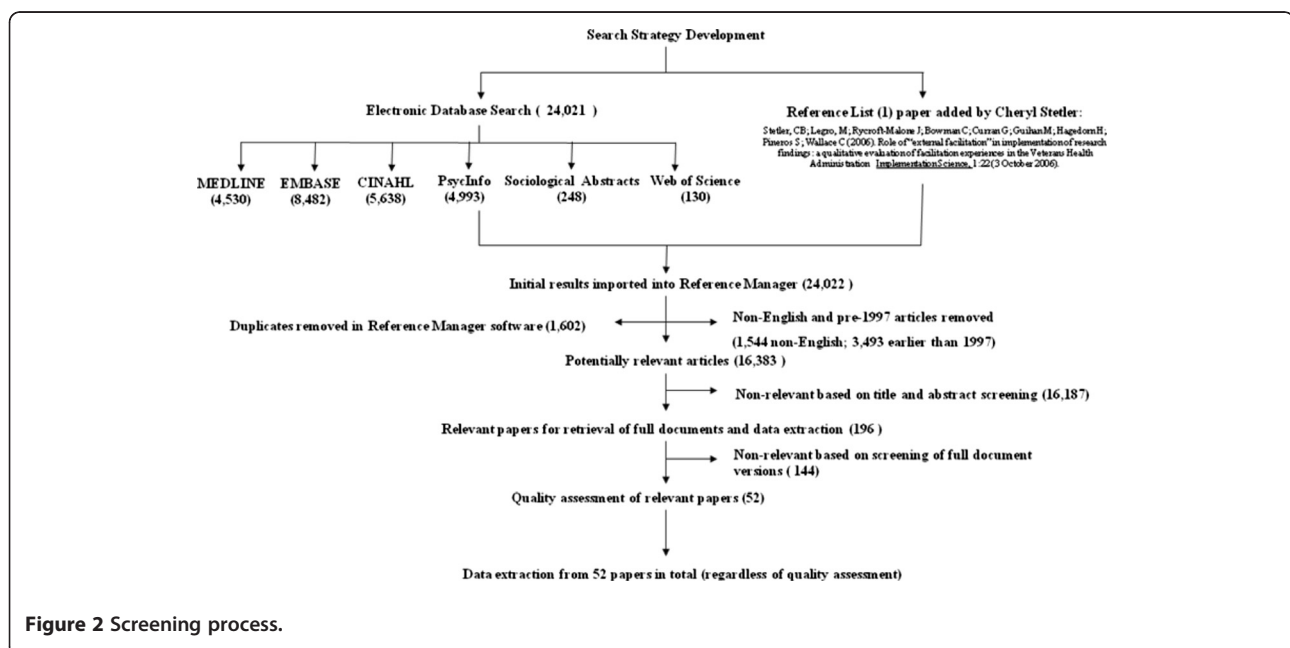 Search Strategy Development
Electronic Database Search ( 24,021 )
Reference List (1) paper added by Cheryl Stetler:
Stetler, CB; Legro, M; Rycroft-Malone J; Bowman C; Curran G; Guihan M; Hagedorn H;
Pineros S; Wallace C (2006). Role of "external facilitation" in implementation of research
findings: a qualitative evaluation of facilitation experiences in the Veterans Health
Administration Implementation Science, 1:22 (3 October 2006).
MEDLINE EMBASE CINAHL PsycInfo Sociological Abstracts Web of Science
(4,530) (8,482) (5,638) (4,993) (248) (130)
Initial results imported into Reference Manager (24,022 )
Duplicates removed in Reference Manager software (1,602)
Non-English and pre-1997 articles removed
(1,544 non-English; 3,493 earlier than 1997)
Potentially relevant articles (16,383 )
Non-relevant based on title and abstract screening (16,187)
Relevant papers for retrieval of full documents and data extraction (196 )
Non-relevant based on screening of full document
versions ( 144)
Quality assessment of relevant papers (52)
Data extraction from 52 papers in total (regardless of quality assessment)
Figure 2 Screening process.